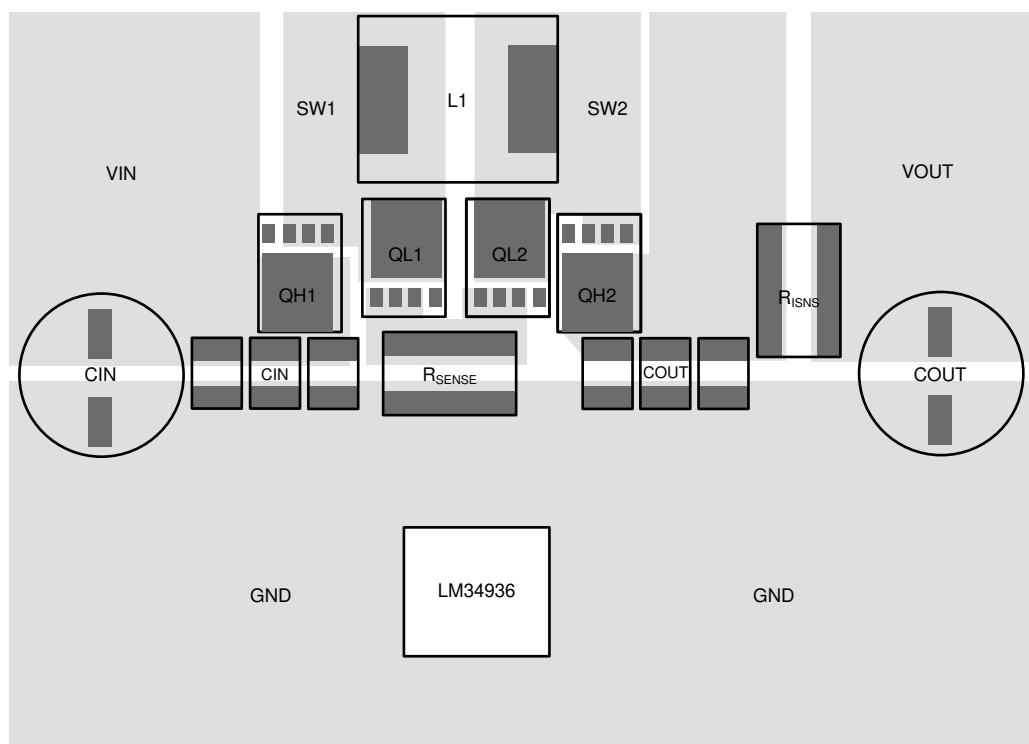 SW1
L1
SW2
VIN
VOUT
QL1
QL2
QH1
QH2
RISNS
CIN
CIN
RSENSE
COUT
COUT
GND
LM34936
GND